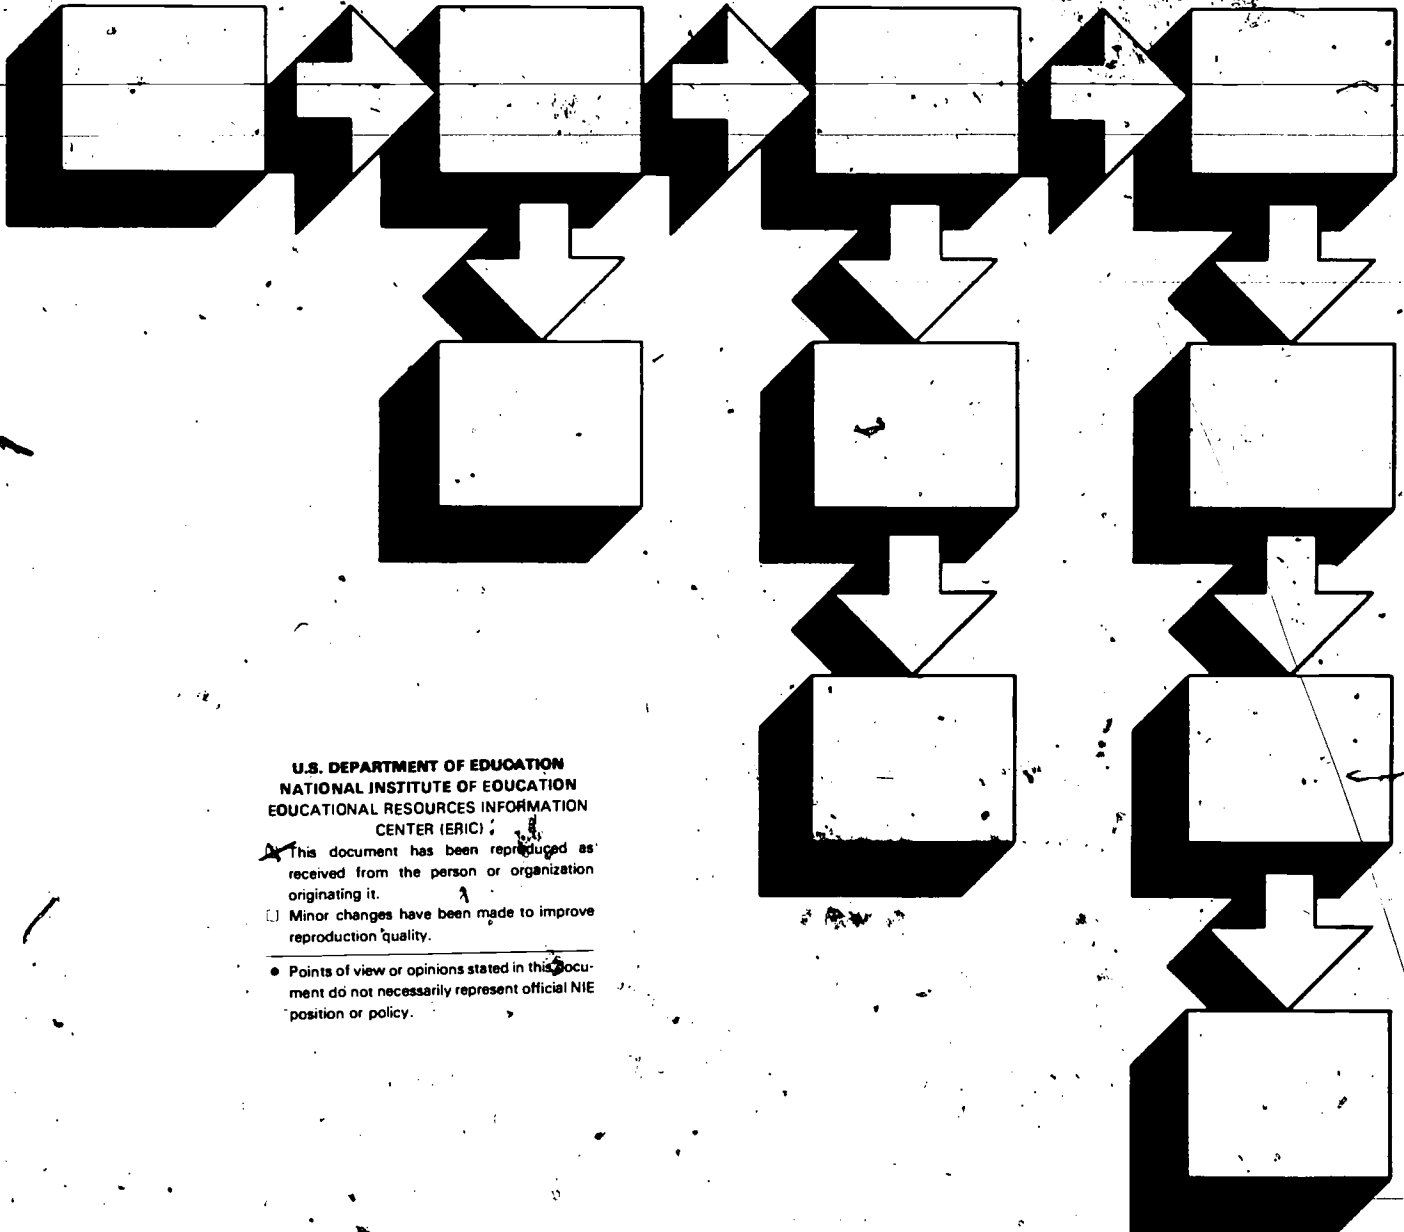 U.S. DEPARTMENT OF EDUCATION
NATIONAL INSTITUTE OF EDUCATION
EDUCATIONAL RESOURCES INFORMATION
CENTER (ERIC)
This document has been reproduced as
received from the person or organization
originating it.
Minor changes have been made to improve
reproduction quality.
● Points of view or opinions stated in this docu-
ment do not necessarily represent official NIE
position or policy.